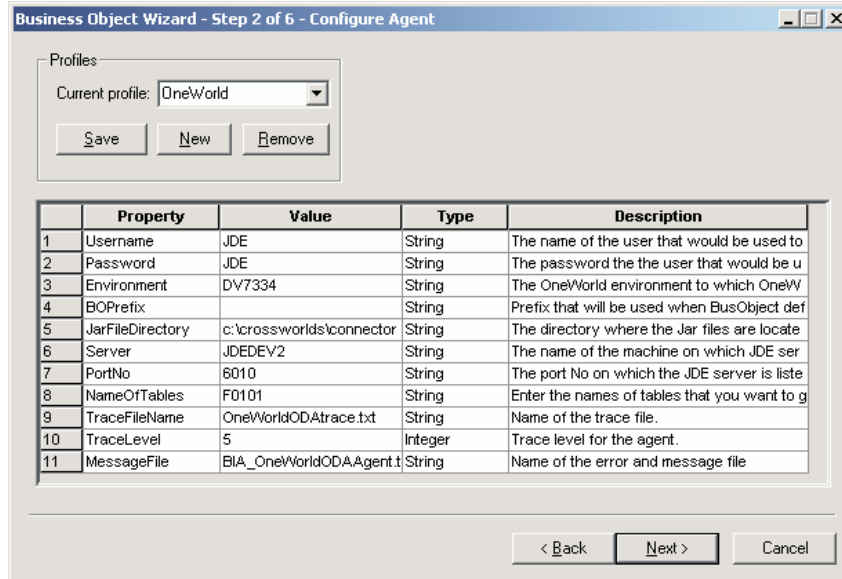 Business Object Wizard - Step 2 of 6 - Configure Agent
Profiles
Current profile: OneWorld
Save New Remove
Property Value Type Description
1 Username JDE String The name of the user that would be used to
2 Password JDE String The password the the user that would be u
3 Environment DV7334 String The OneWorld environment to which OneW
4 BOPrefix String Prefix that will be used when BusObject def
5 JarFileDirectory c:\crossworlds\connector String The directory where the Jar files are locate
6 Server JDEDEV2 String The name of the machine on which JDE ser
7 PortNo 6010 String The port No on which the JDE server is liste
8 NameOfTables F0101 String Enter the names of tables that you want to g
9 TraceFileName OneWorldODAtrace.txt String Name of the trace file.
10 TraceLevel 5 Integer Trace level for the agent.
11 MessageFile BIA_OneWorldODAAgent.t String Name of the error and message file
< Back Next > Cancel